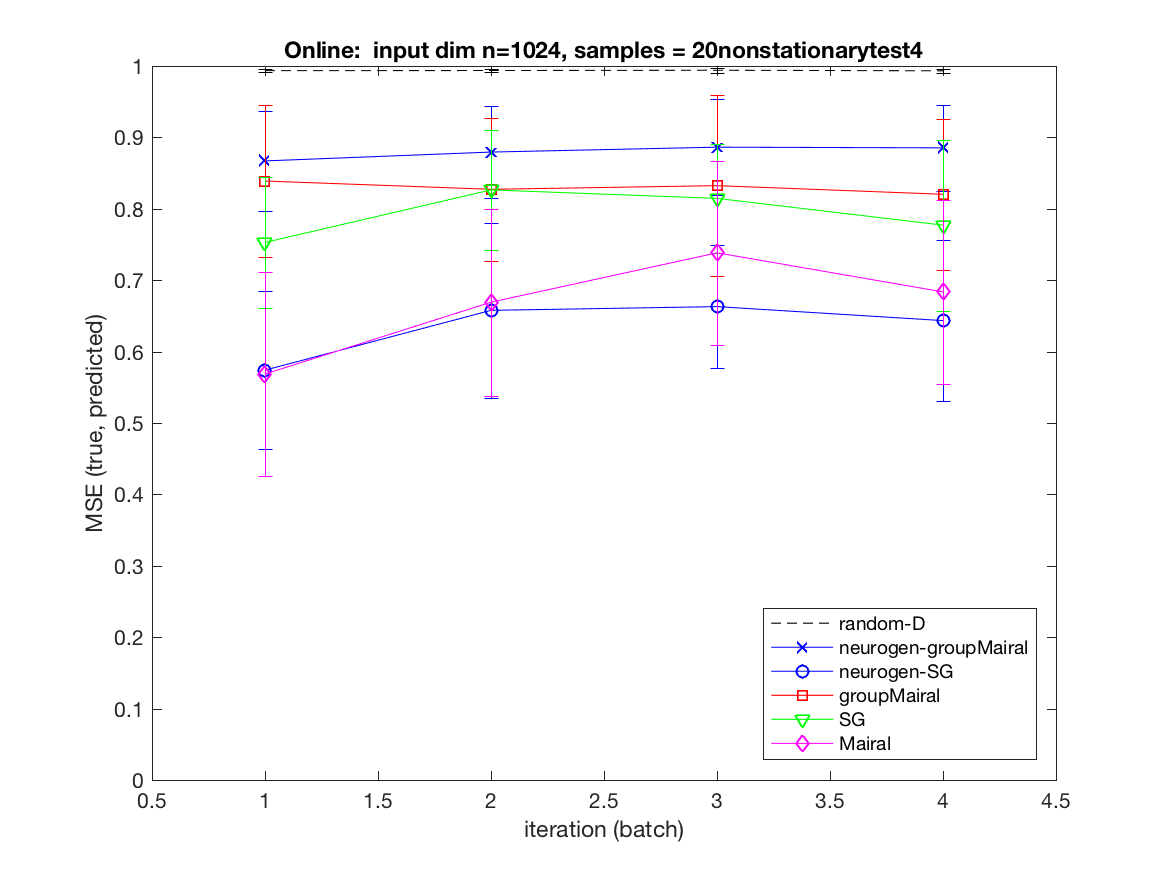 Online:  input dim n=1024, samples = 20nonstationarytest4
1
0.9
0.8
0.7
0.6
0.5
0.4
0.3
0.2
0.1
0
MSE (true, predicted)
0.5
1
1.5
2
2.5
3
3.5
4
4.5
iteration (batch)
random-D
neurogen-groupMairal
neurogen-SG
groupMairal
SG
Mairal